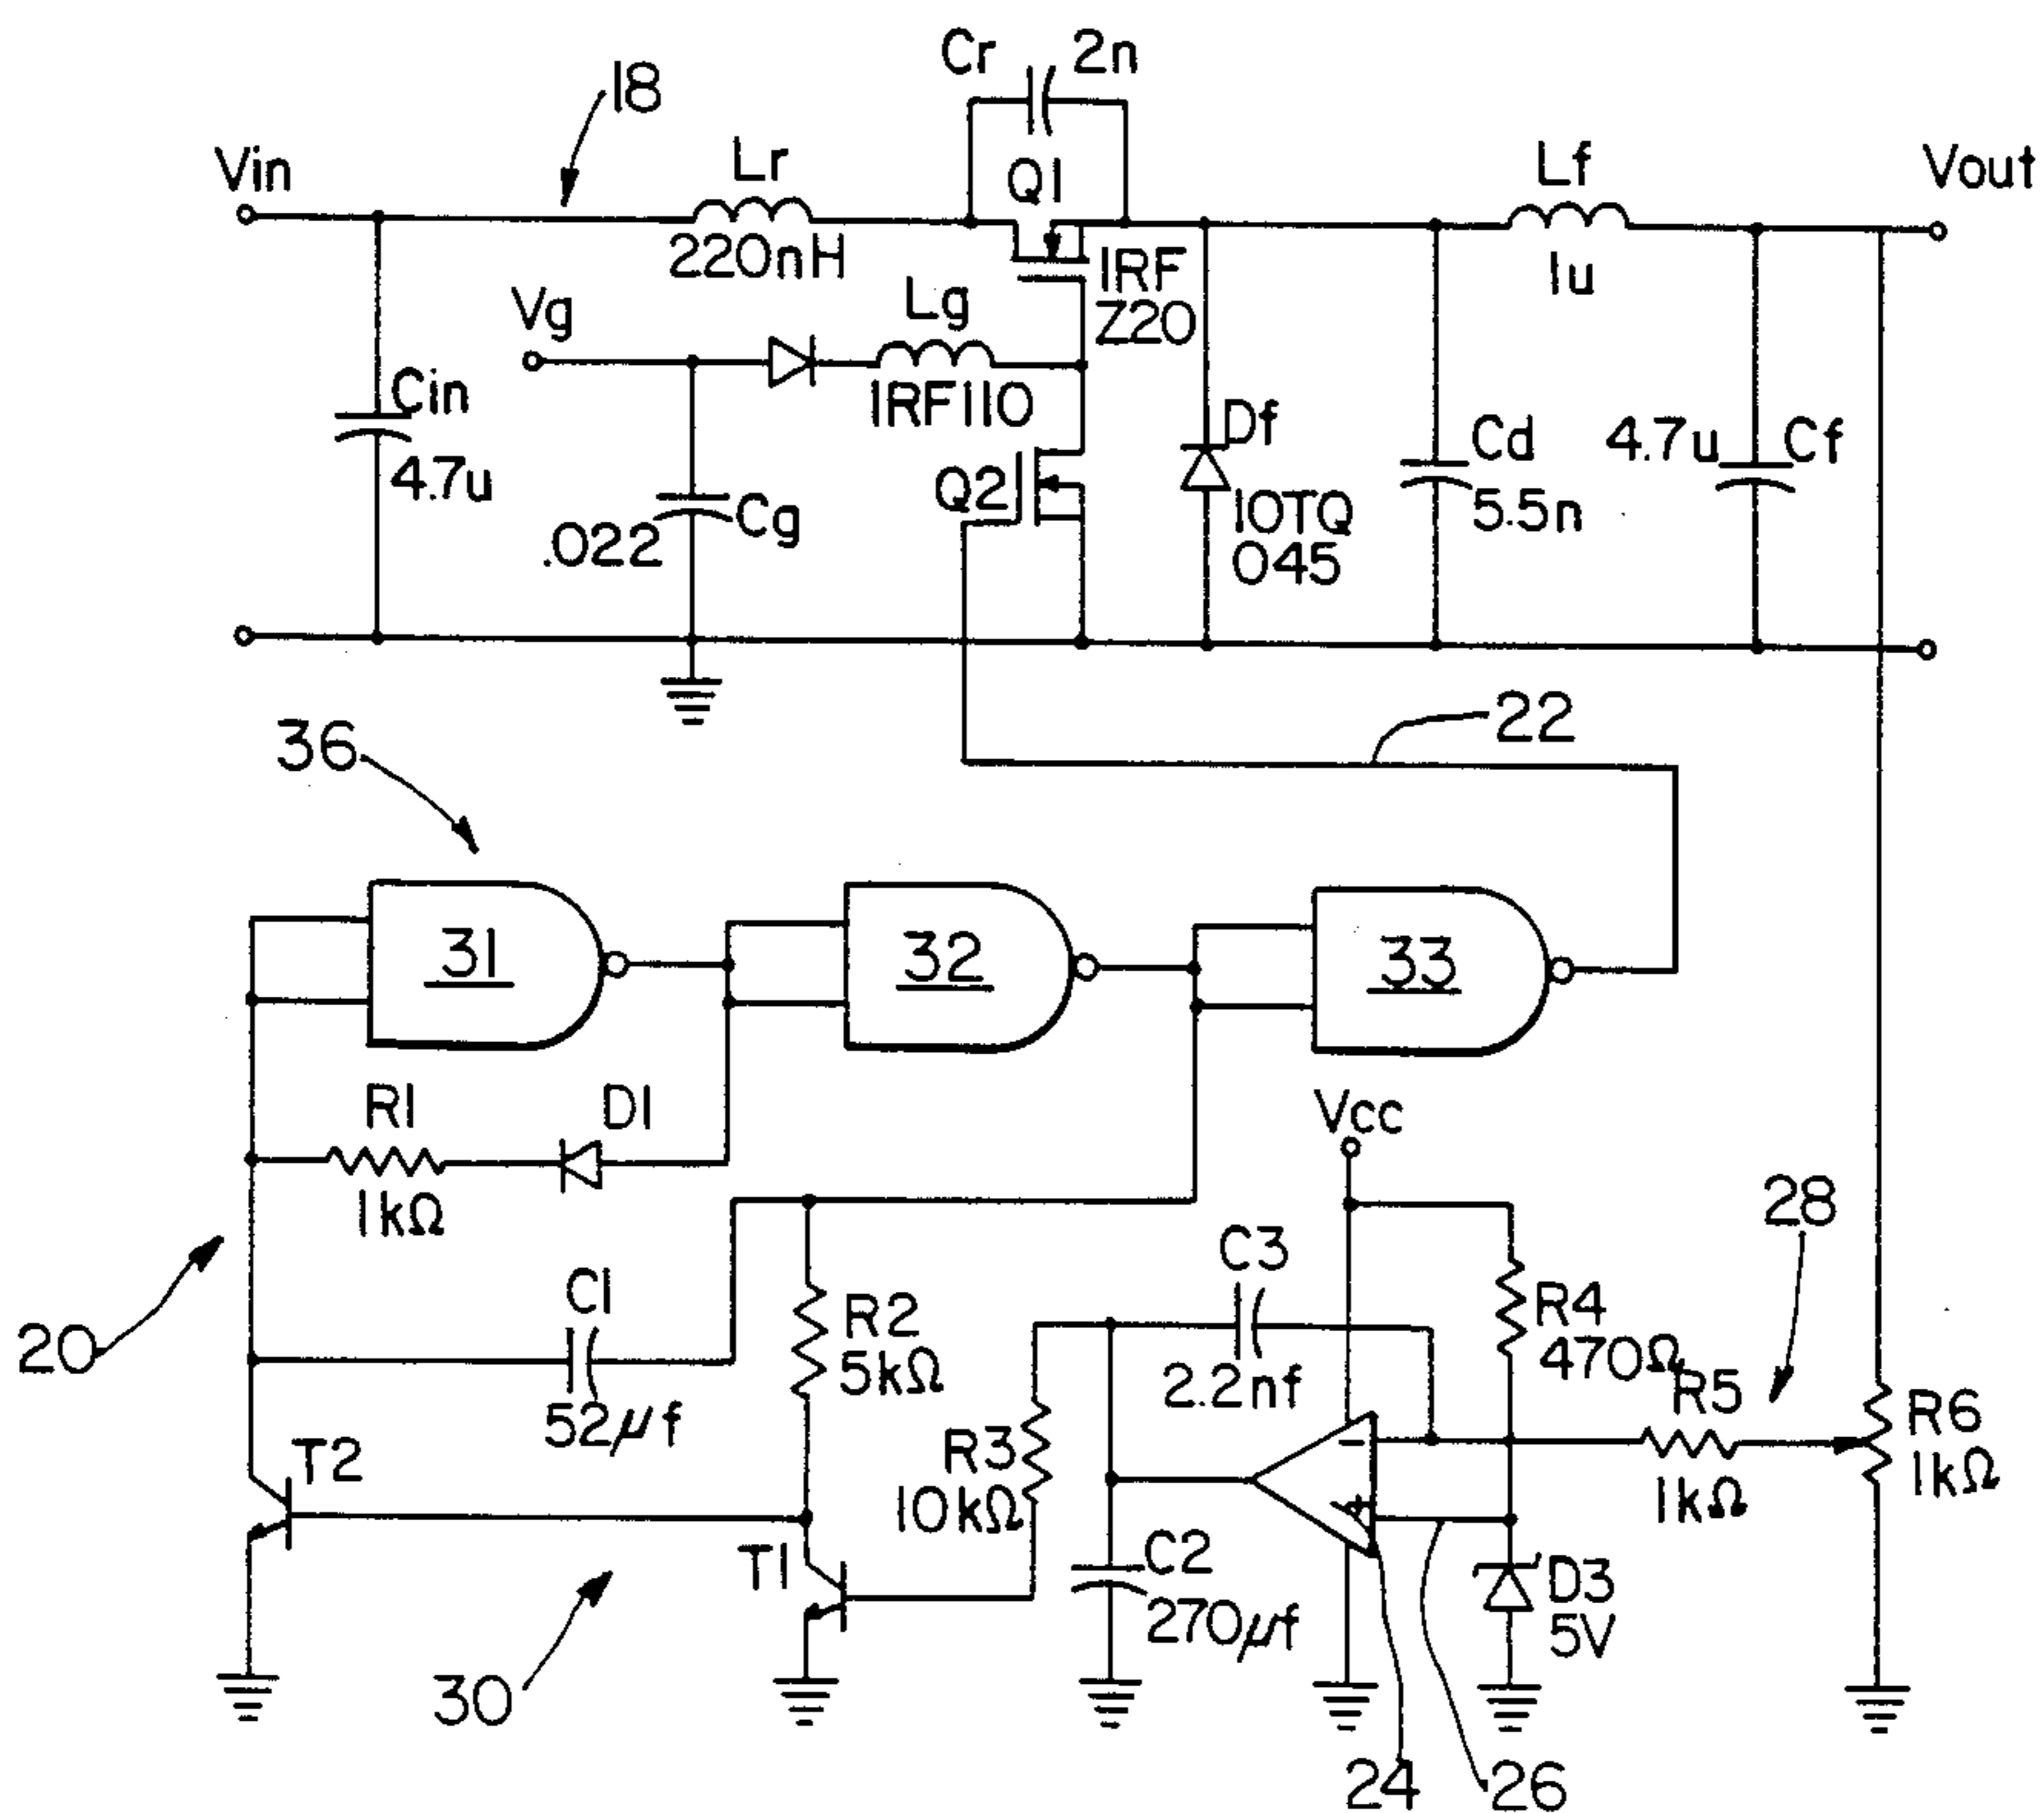 Cr 2n
18
Vin
Lr
Q1
Lf
Vout
220nH
IRF
Z20
1u
Vg
Lg
IRF110
Cin
4.7u
Df
Cd
5.5n
4.7u Cf
Q2
Cg
.022
10TQ
045
22
36
31
32
33
R1
D1
1kΩ
Vcc
28
20
C1
52μf
R2
5kΩ
C3
2.2nf
R4
470Ω
R5
1kΩ
R6
1kΩ
T2
R3
10kΩ
T1
C2
270μf
−
+
D3
5V
30
24
26